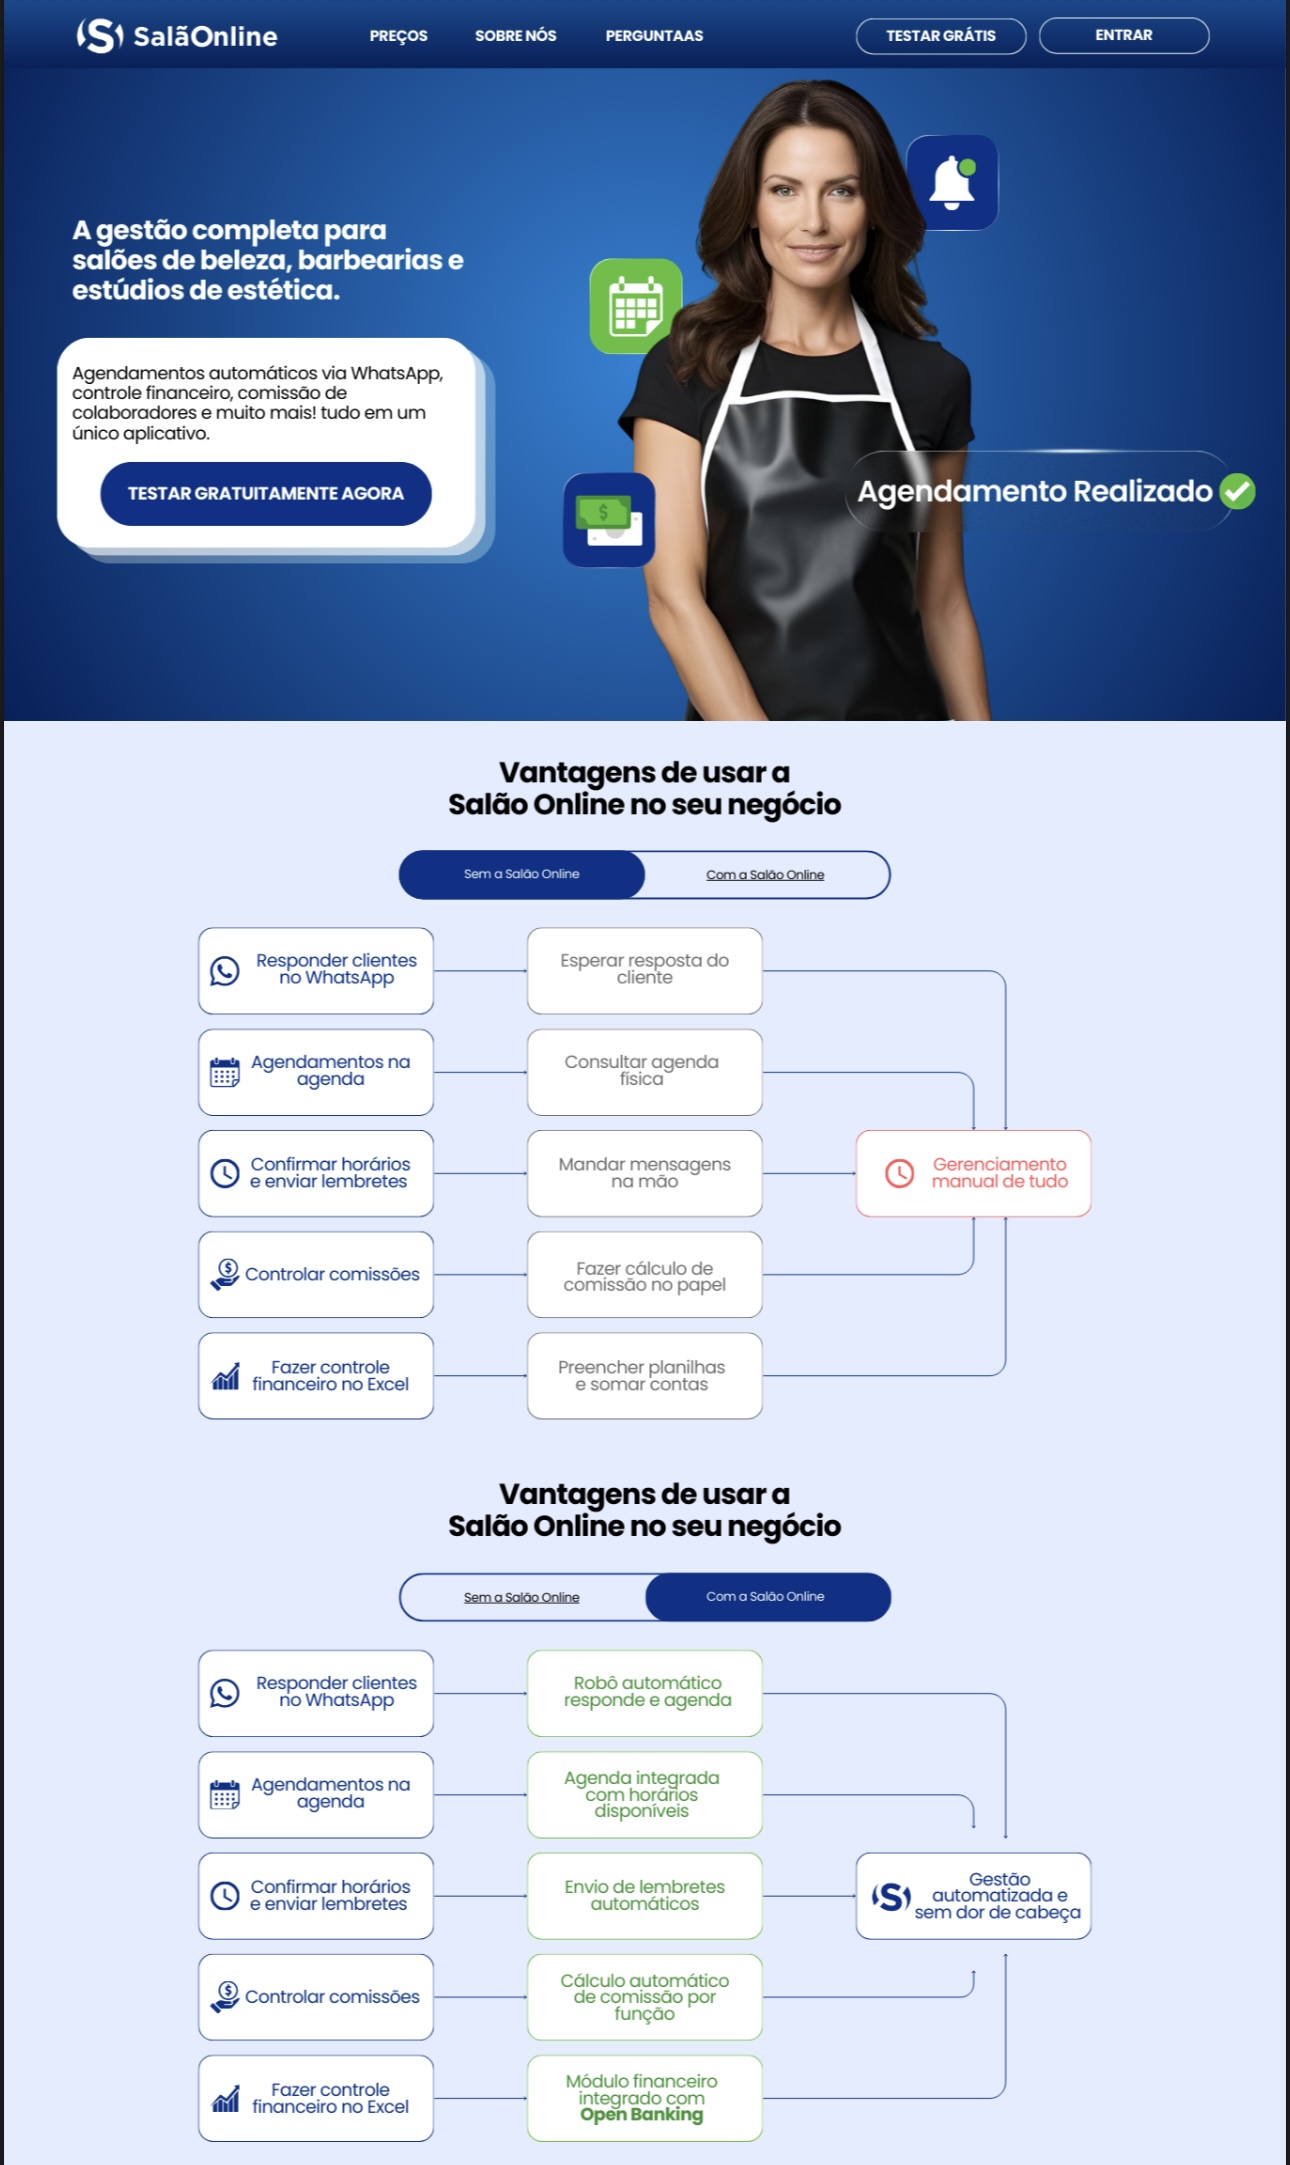 SalãOnline
PREÇOS
SOBRE NÓS
PERGUNTAAS
TESTAR GRÁTIS
ENTRAR
A gestão completa para
salões de beleza, barbearias e
estúdios de estética.
Agendamentos automáticos via WhatsApp,
controle financeiro, comissão de
colaboradores e muito mais! tudo em um
único aplicativo.
TESTAR GRATUITAMENTE AGORA
Agendamento Realizado
Vantagens de usar a
Salão Online no seu negócio
Sem a Salão Online
Com a Salão Online
Responder clientes
no WhatsApp
Esperar resposta do
cliente
Agendamentos na
agenda
Consultar agenda
física
Confirmar horários
e enviar lembretes
Mandar mensagens
na mão
Gerenciamento
manual de tudo
Controlar comissões
Fazer cálculo de
comissão no papel
Fazer controle
financeiro no Excel
Preencher planilhas
e somar contas
Vantagens de usar a
Salão Online no seu negócio
Sem a Salão Online
Com a Salão Online
Responder clientes
no WhatsApp
Robô automático
responde e agenda
Agendamentos na
agenda
Agenda integrada
com horários
disponíveis
Confirmar horários
e enviar lembretes
Envio de lembretes
automáticos
Gestão
automatizada e
sem dor de cabeça
Controlar comissões
Cálculo automático
de comissão por
função
Fazer controle
financeiro no Excel
Módulo financeiro
integrado com
Open Banking